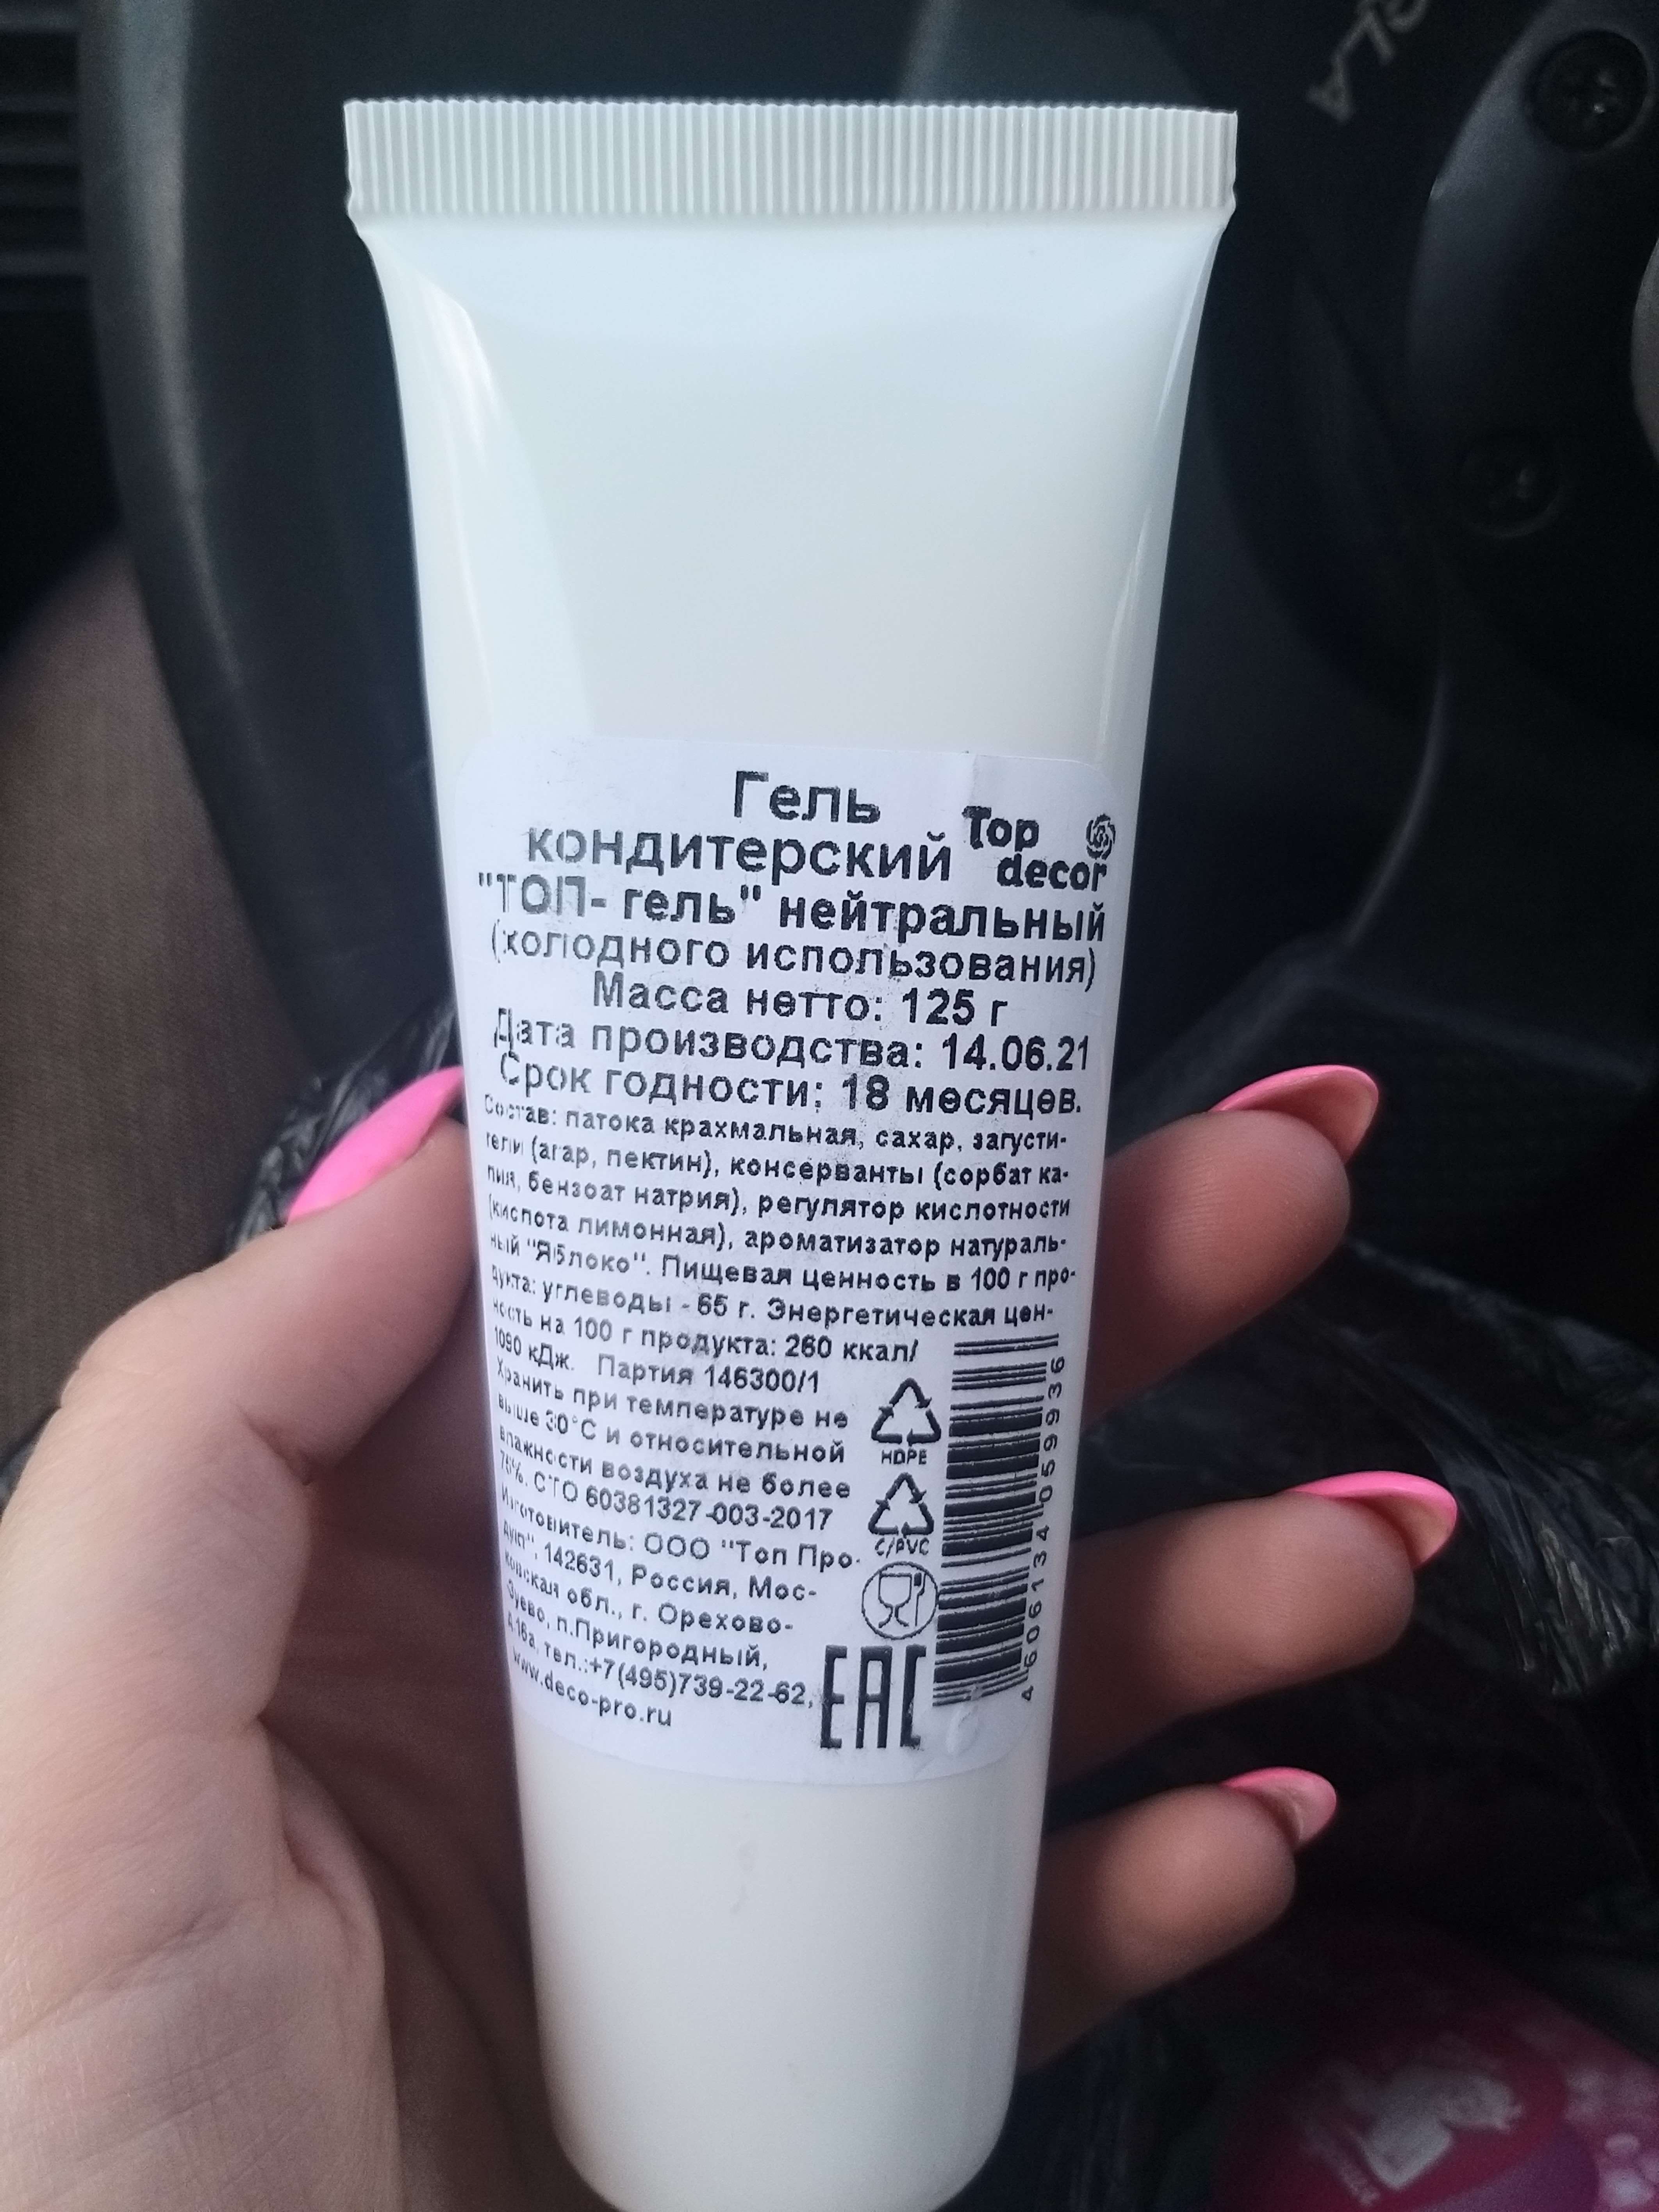 Гель
кондитерский
Top
decor
"ТОП- гель" нейтральный
(холодного использования)
Масса нетто: 125 г
Дата производства: 14.06.21
Срок годности: 18 месяцев.
Состав: патока крахмальная, сахар, загусти-
тели (агар, пектин), консерванты (сорбат ка-
лия, бензоат натрия), регулятор кислотности
(кислота лимонная), ароматизатор натураль-
ный "Яблоко". Пищевая ценность в 100 г про-
дукта: углеводы - 65 г. Энергетическая цен-
ность на 100 г продукта: 260 ккал/
1090 кДж. Партия 146300/1
Хранить при температуре не
выше 30°С и относительной
влажности воздуха не более
75%. СТО 60381327-003-2017
Изготовитель: ООО "Топ Про-
дукт", 142631, Россия, Мос-
ковская обл., г. Орехово-
Зуево, п.Пригородный,
д.16а, тел.:+7(495)739-22-62,
www.deco-pro.ru
HDPE
C/PVC
EAC
4 606134 059936